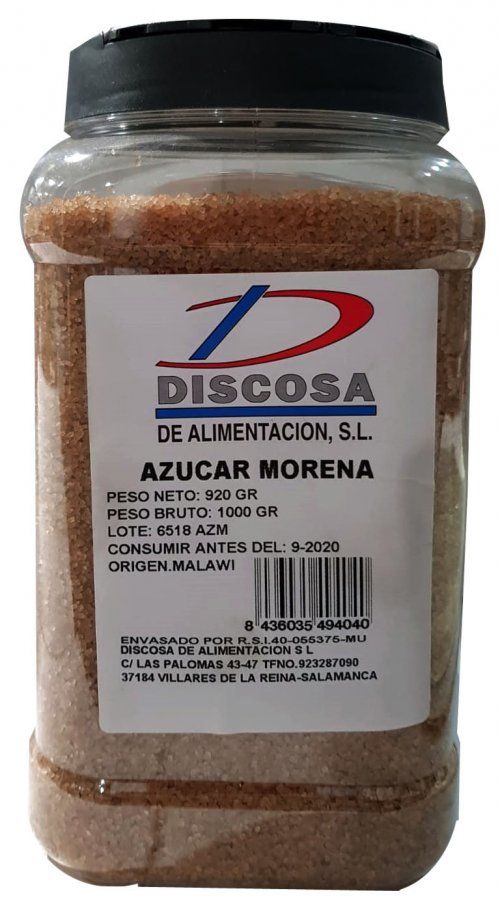 DISCOSA
DE ALIMENTACION, S.L.
AZUCAR MORENA
PESO NETO: 920 GR
PESO BRUTO: 1000 GR
LOTE: 6518 AZM
CONSUMIR ANTES DEL: 9-2020
ORIGEN.MALAWI
8 436035 494040
ENVASADO POR R.S.I.40-055375-MU
DISCOSA DE ALIMENTACION S L
C/ LAS PALOMAS 43-47 TFNO.923287090
37184 VILLARES DE LA REINA-SALAMANCA